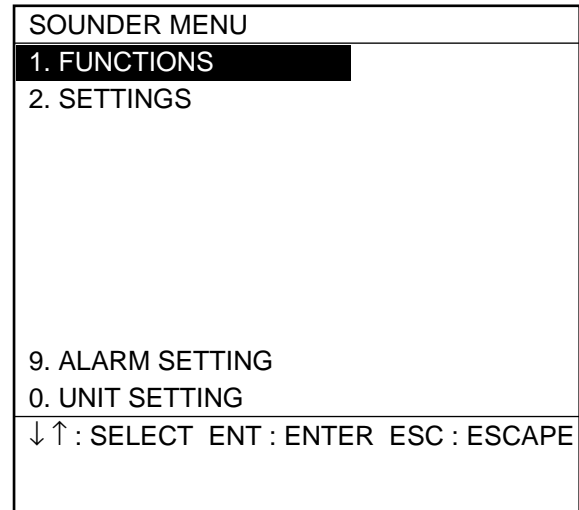 SOUNDER MENU
1. FUNCTIONS
2. SETTINGS
9. ALARM SETTING
0. UNIT SETTING
↓↑ : SELECT ENT : ENTER ESC : ESCAPE